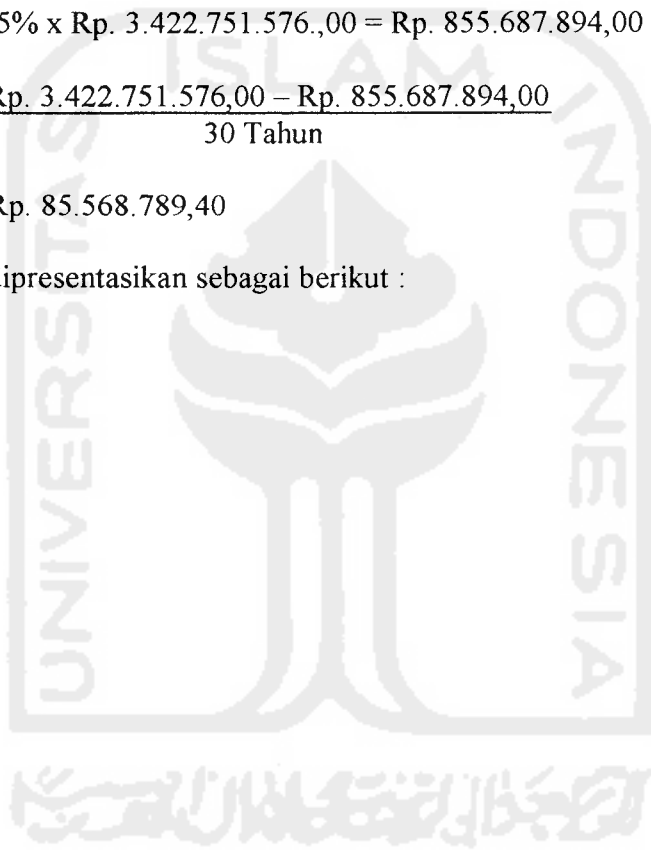 5% x Rp. 3.422.751.576.,00 = Rp. 855.687.894,00
Rp. 3.422.751.576,00 – Rp. 855.687.894,00
30 Tahun
Rp. 85.568.789,40
dipresentasikan sebagai berikut :
UNIVERSITAS
ISLAM
INDONESIA